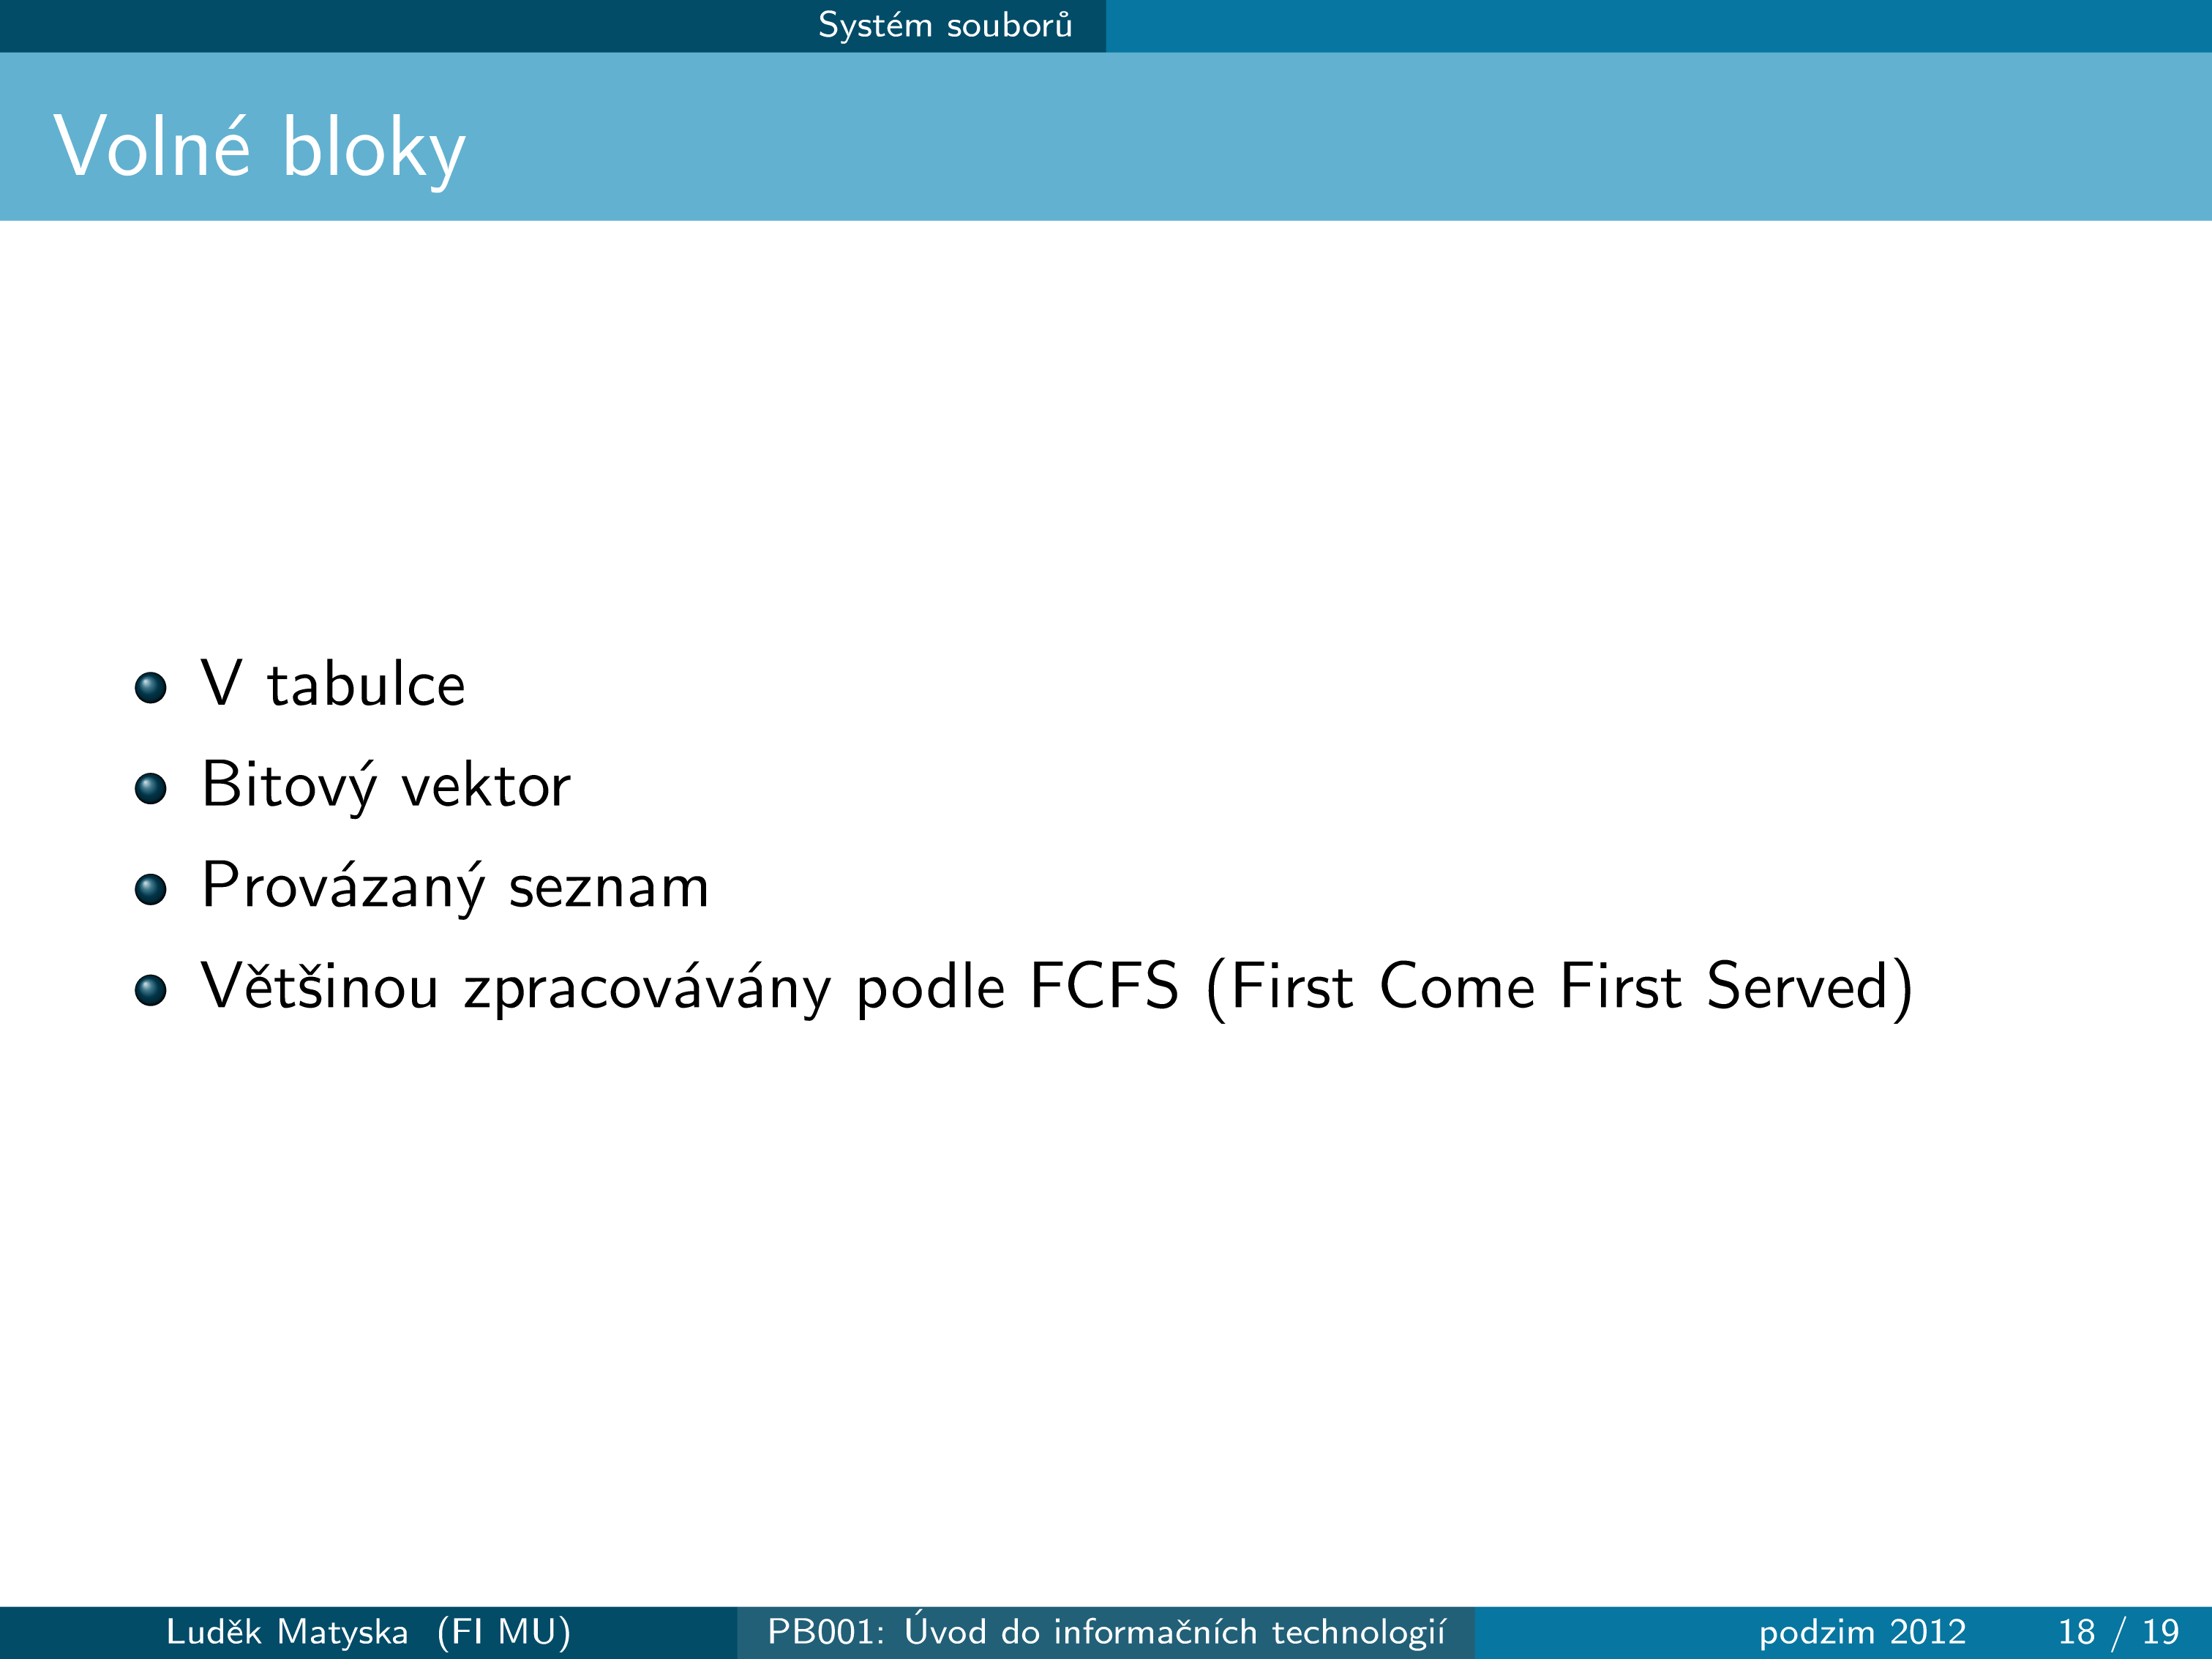 Systém souborů
Volné bloky
V tabulce
Bitový vektor
Provázaný seznam
Většinou zpracovávány podle FCFS (First Come First Served)
Luděk Matyska (FI MU) PB001: Úvod do informačních technologií podzim 2012 18 / 19